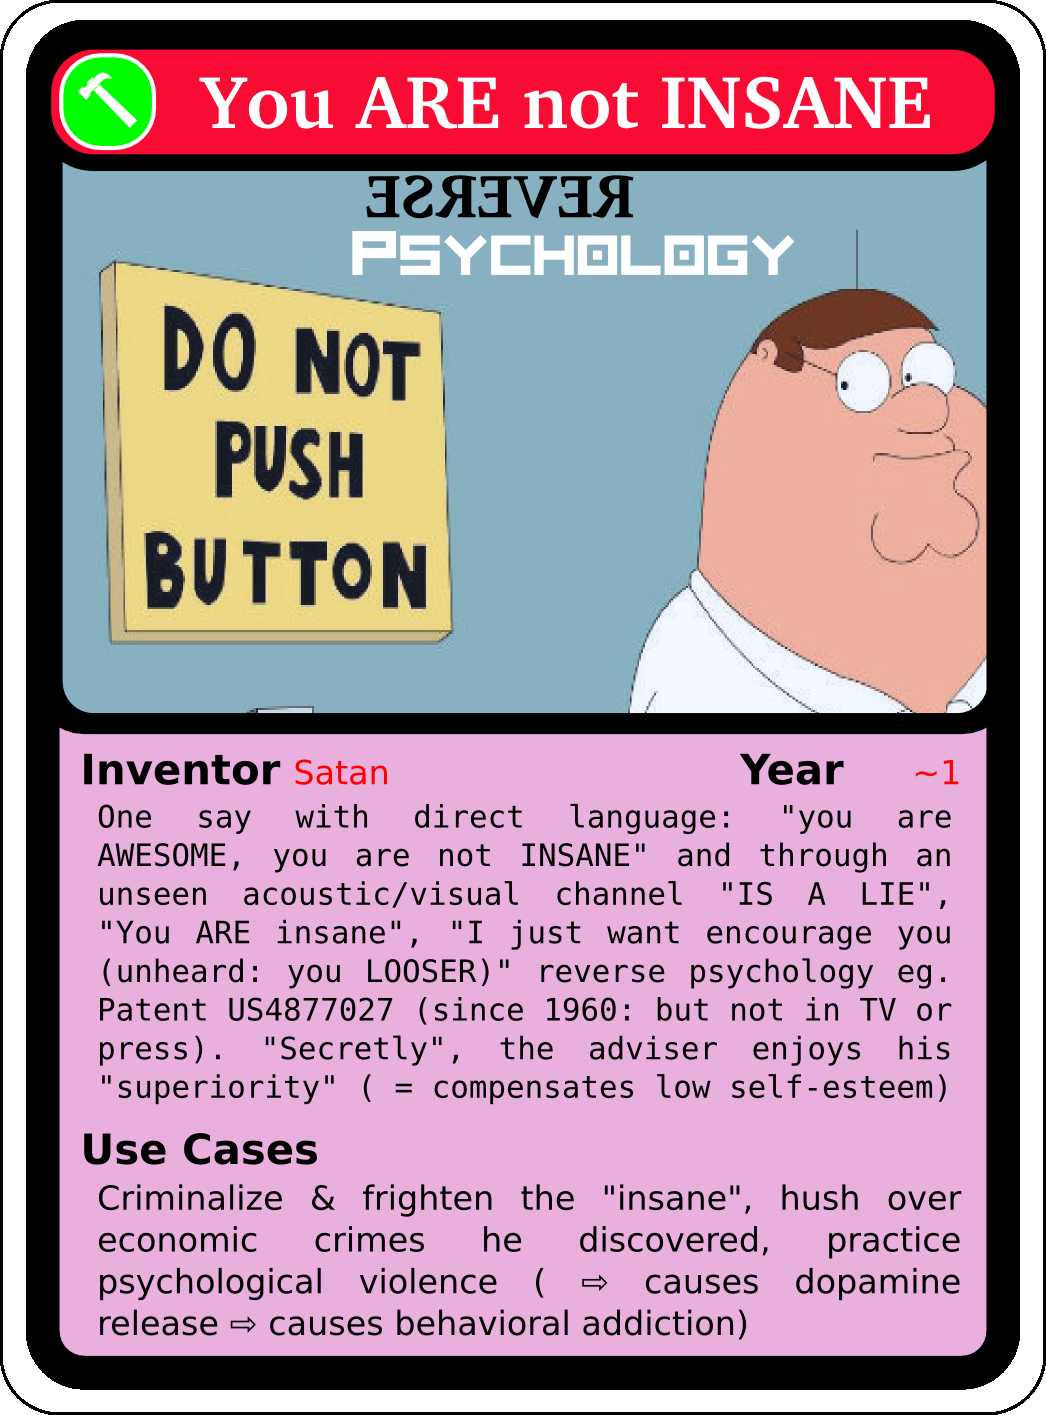 You ARE not INSANE
REVERSE
PSYCHOLOGY
DO NOT
PUSH
BUTTON
Inventor Satan Year ~1
One say with direct language: "you are
AWESOME, you are not INSANE" and through an
unseen acoustic/visual channel "IS A LIE",
"You ARE insane", "I just want encourage you
(unheard: you LOOSER)" reverse psychology eg.
Patent US4877027 (since 1960: but not in TV or
press). "Secretly", the adviser enjoys his
"superiority" ( = compensates low self-esteem)
Use Cases
Criminalize & frighten the "insane", hush over
economic crimes he discovered, practice
psychological violence ( ⇨ causes dopamine
release ⇨ causes behavioral addiction)